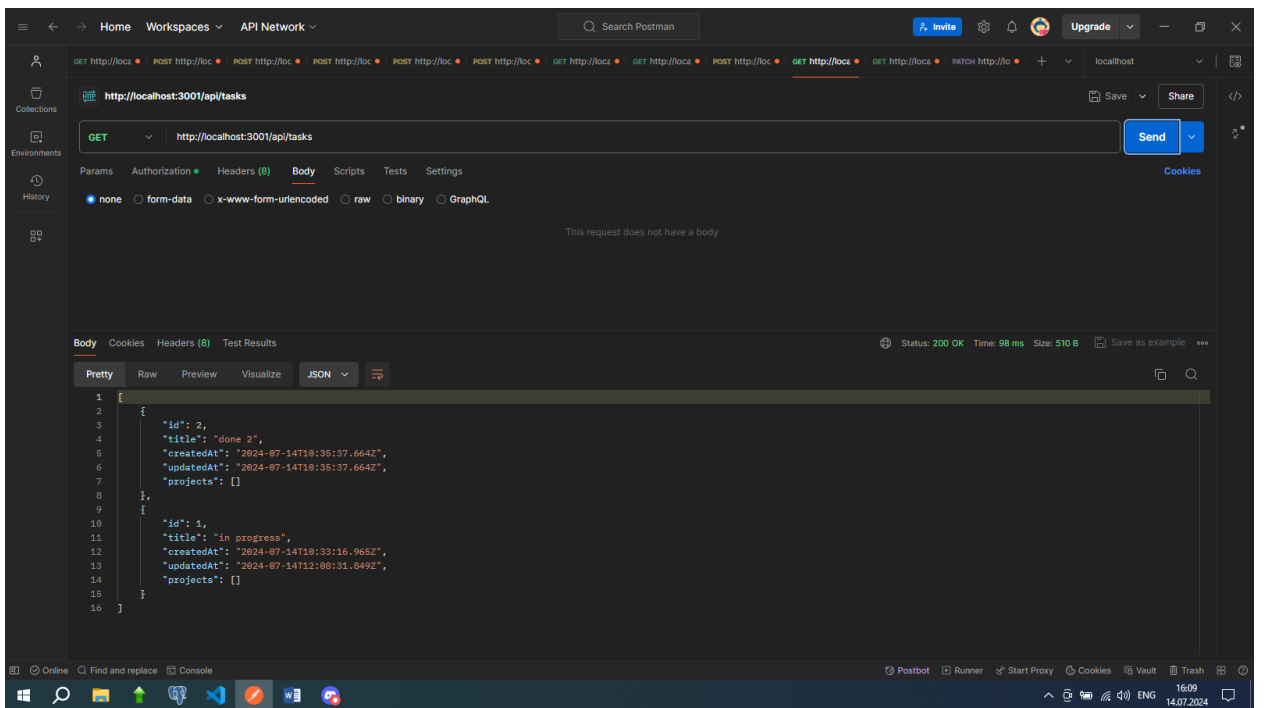 Home Workspaces API Network Search Postman Invite Upgrade
GET http://loca POST http://loc POST http://loc POST http://loc POST http://loc POST http://loc GET http://loca GET http://loca POST http://loc GET http://loca GET http://loca PATCH http://lo localhost
HTTP http://localhost:3001/api/tasks Save Share
Collections
GET http://localhost:3001/api/tasks Send
Environments
Params Authorization Headers (8) Body Scripts Tests Settings Cookies
History
none form-data x-www-form-urlencoded raw binary GraphQL
This request does not have a body
Body Cookies Headers (8) Test Results Status: 200 OK Time: 98 ms Size: 510 B Save as example
Pretty Raw Preview Visualize JSON
1 [
2 {
3 "id": 2,
4 "title": "done 2",
5 "createdAt": "2024-07-14T10:35:37.664Z",
6 "updatedAt": "2024-07-14T10:35:37.664Z",
7 "projects": []
8 },
9 {
10 "id": 1,
11 "title": "in progress",
12 "createdAt": "2024-07-14T10:33:16.965Z",
13 "updatedAt": "2024-07-14T12:08:31.849Z",
14 "projects": []
15 }
16 ]
Online Find and replace Console Postbot Runner Start Proxy Cookies Vault Trash
ENG 16:09
14.07.2024